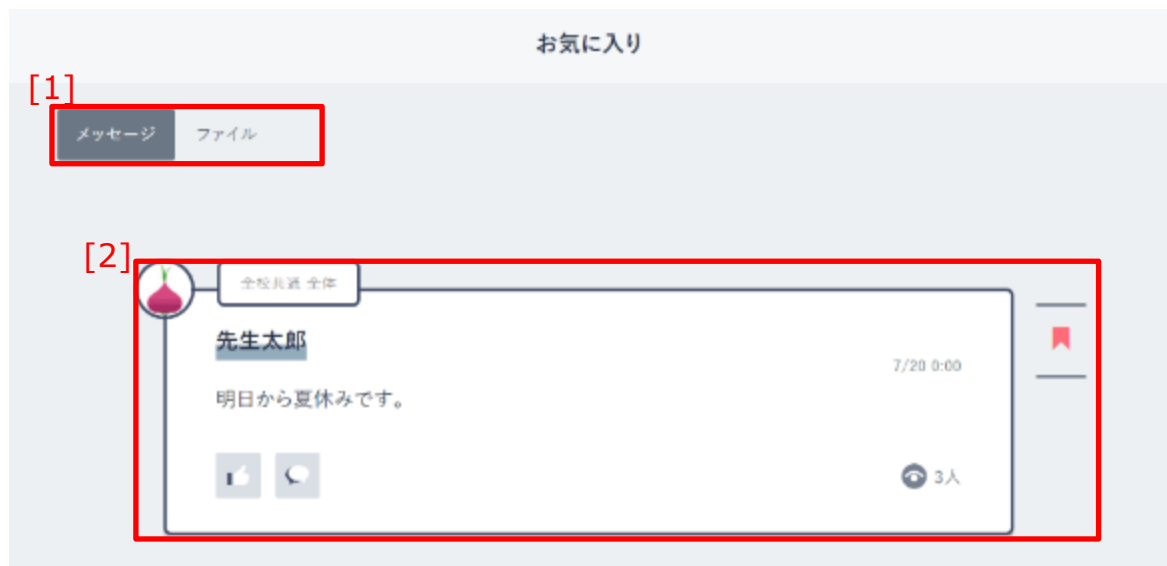 お気に入り
[1]
メッセージ ファイル
[2]
全校共通 全体
先生太郎
7/20 0:00
明日から夏休みです。
3人